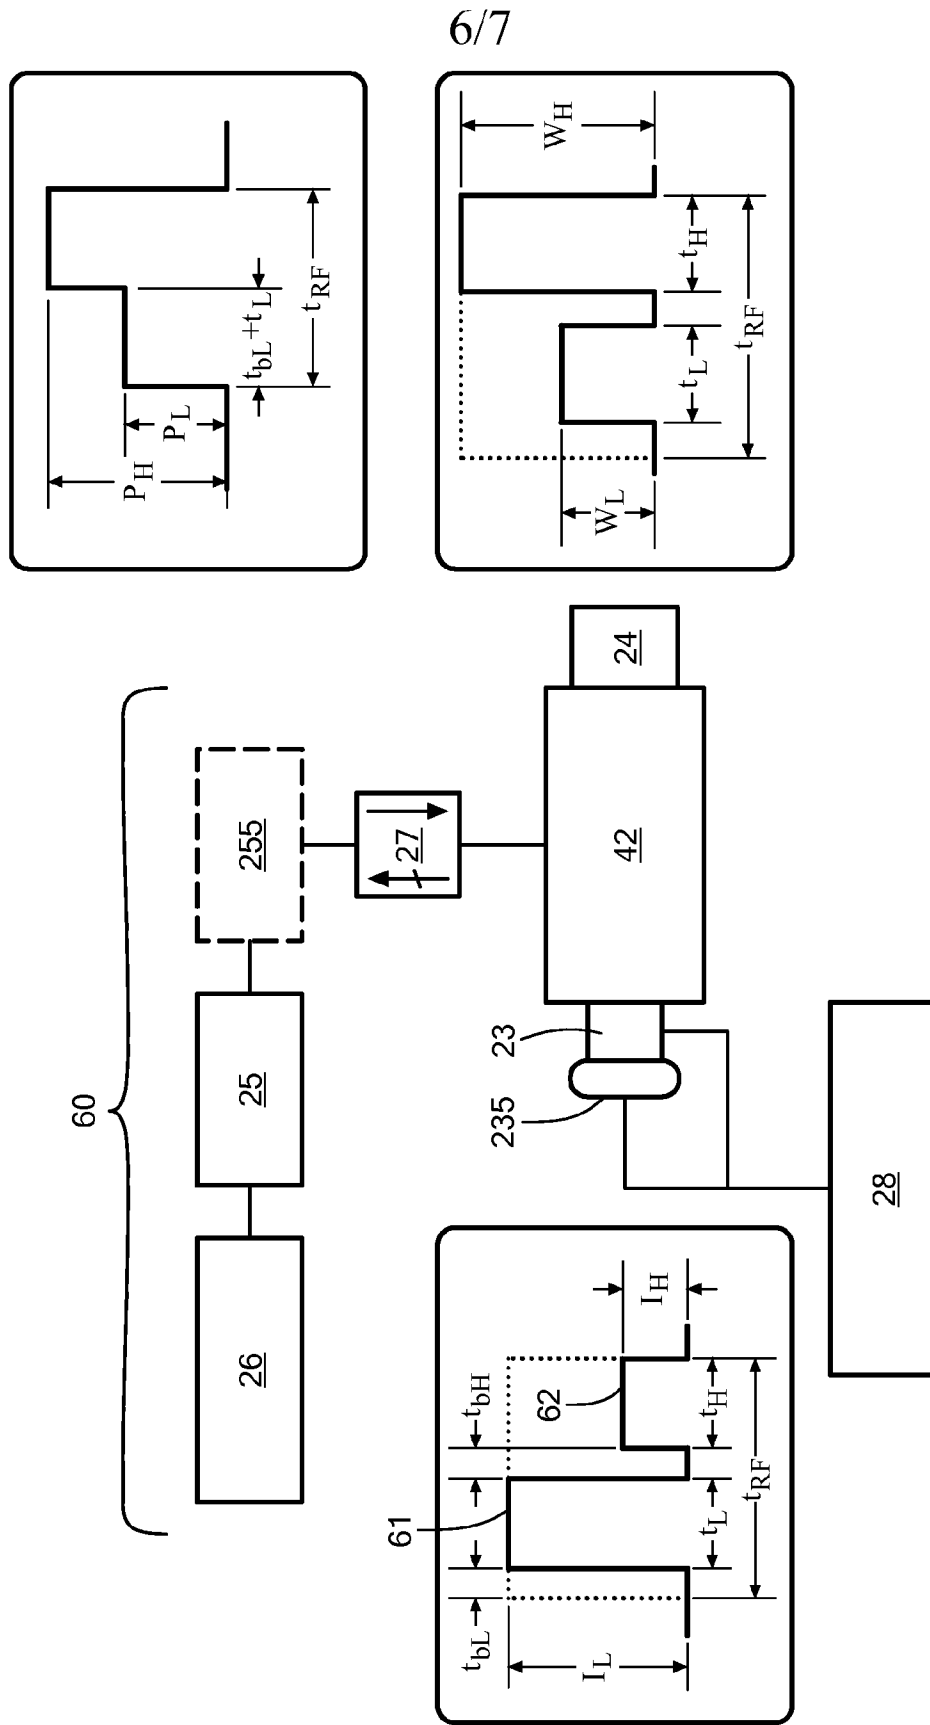 6/7
P_H
P_L
t_bL+t_L
t_RF
W_H
W_L
t_L
t_H
t_RF
60
26
25
255
27
42
24
23
235
28
61
62
t_bL
t_bH
I_L
I_H
t_L
t_H
t_RF